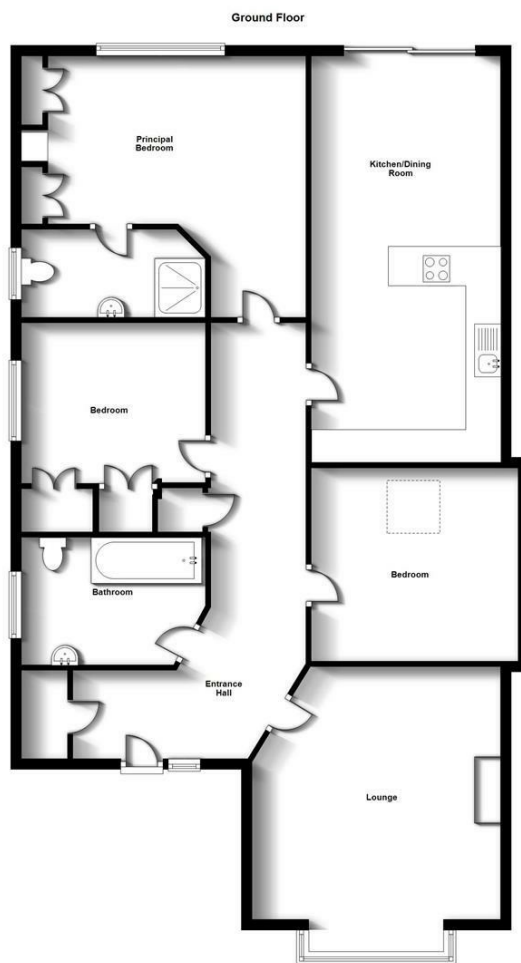 Ground Floor
Principal
Bedroom
Kitchen/Dining
Room
Bedroom
Bedroom
Bathroom
Entrance
Hall
Lounge